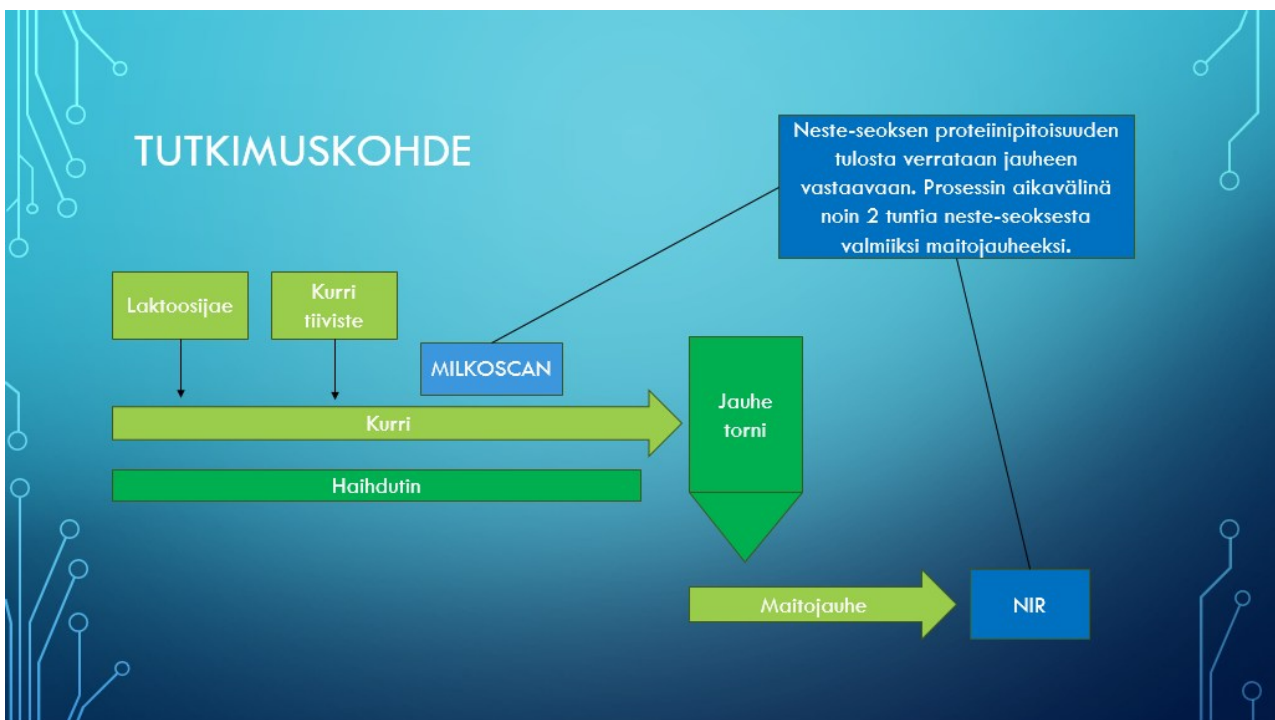 TUTKIMUSKOHDE
Neste-seoksen proteiinipitoisuuden
tulosta verrataan jauheen
vastaavaan. Prosessin aikavälinä
noin 2 tuntia neste-seoksesta
valmiiksi maitojauheeksi.
Laktoosijae
Kurri
tiiviste
MILKOSCAN
Kurri
Haihdutin
Jauhe
torni
Maitojauhe
NIR